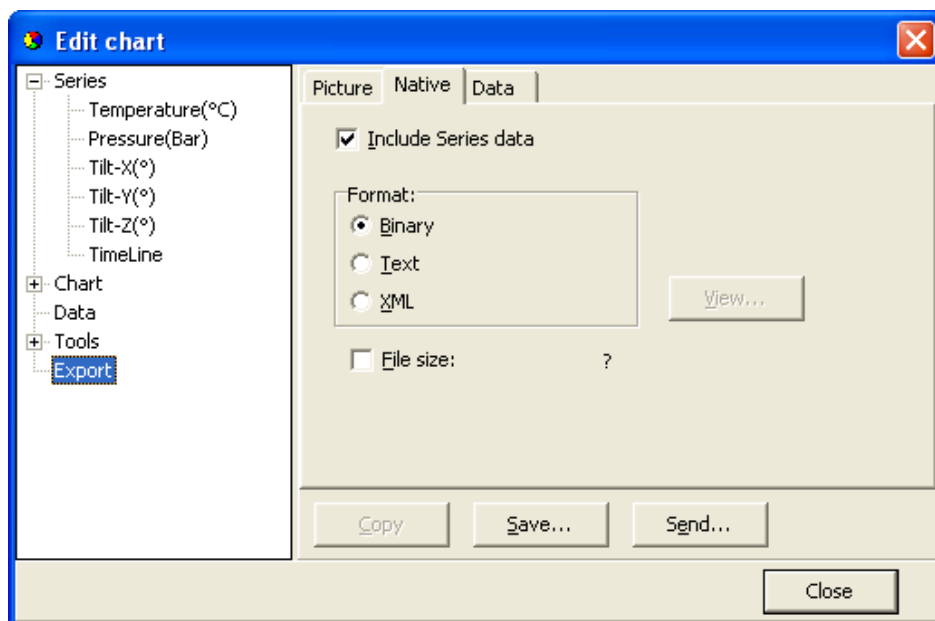 Edit chart
Series
Temperature(°C)
Pressure(Bar)
Tilt-X(°)
Tilt-Y(°)
Tilt-Z(°)
TimeLine
Chart
Data
Tools
Export
Picture Native Data
Include Series data
Format:
Binary
Text
XML
View...
File size: ?
Copy Save... Send...
Close